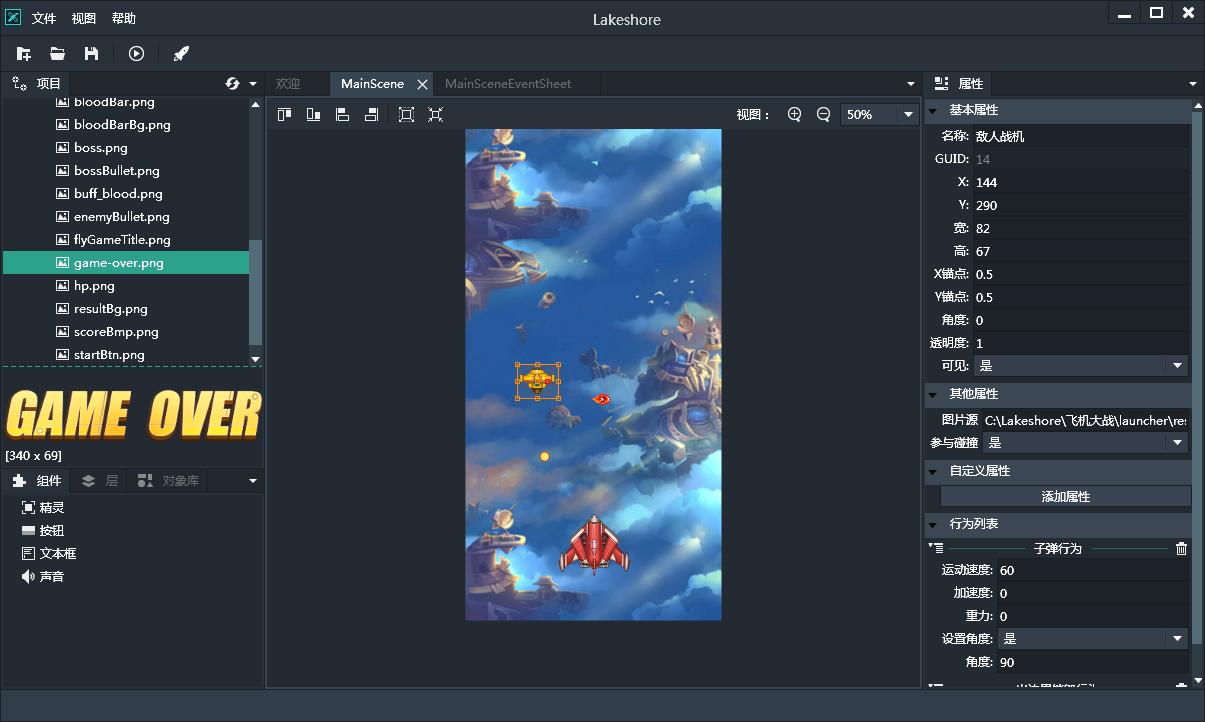 Lakeshore
文件 视图 帮助
项目
bloodBar.png
bloodBarBg.png
boss.png
bossBullet.png
buff_blood.png
enemyBullet.png
flyGameTitle.png
game-over.png
hp.png
resultBg.png
scoreBmp.png
startBtn.png
GAME OVER
[340 x 69]
组件 层 对象库
精灵
按钮
文本框
声音
欢迎 MainScene MainSceneEventSheet
视图： 50%
属性
基本属性
名称: 敌人战机
GUID: 14
X: 144
Y: 290
宽: 82
高: 67
X锚点: 0.5
Y锚点: 0.5
角度: 0
透明度: 1
可见: 是
其他属性
图片源 C:\Lakeshore\飞机大战\launcher\res
参与碰撞 是
自定义属性
添加属性
行为列表
子弹行为
运动速度: 60
加速度: 0
重力: 0
设置角度: 是
角度: 90